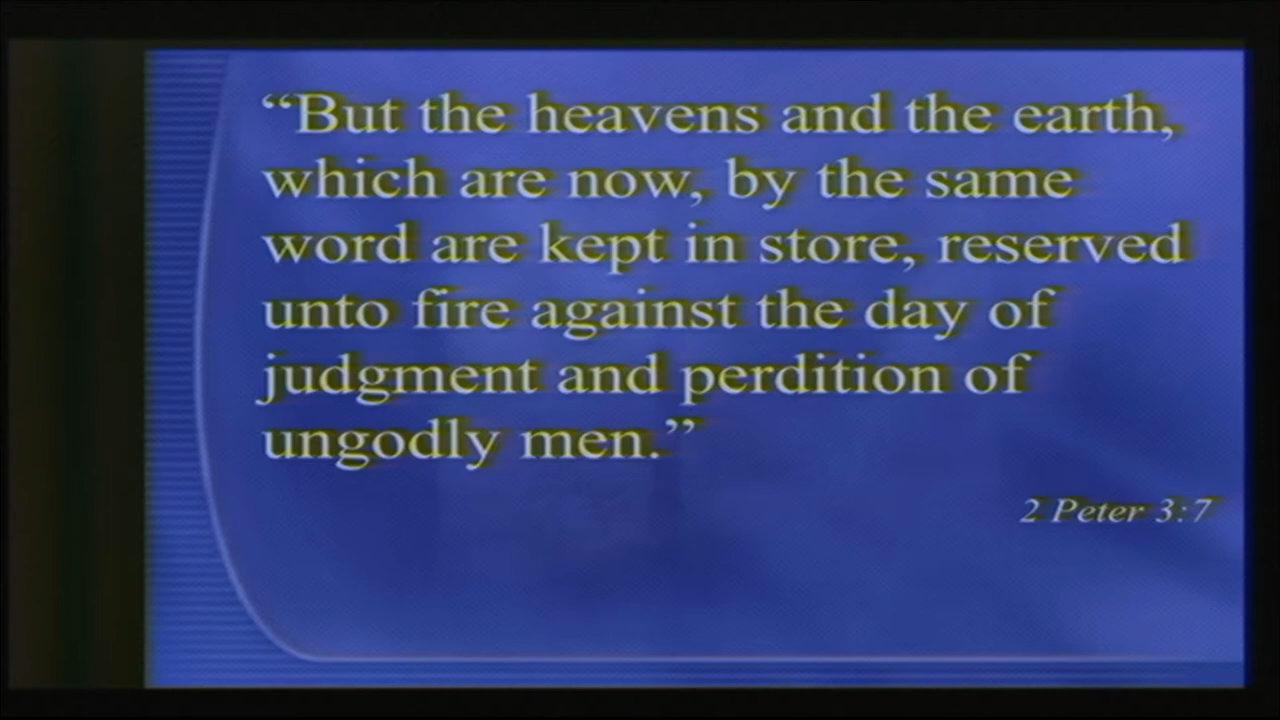 “But the heavens and the earth,
which are now, by the same
word are kept in store, reserved
unto fire against the day of
judgment and perdition of
ungodly men.”
2 Peter 3:7